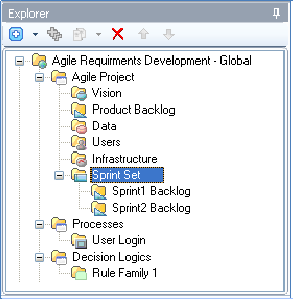 Explorer
Agile Requirments Development - Global
Agile Project
Vision
Product Backlog
Data
Users
Infrastructure
Sprint Set
Sprint1 Backlog
Sprint2 Backlog
Processes
User Login
Decision Logics
Rule Family 1